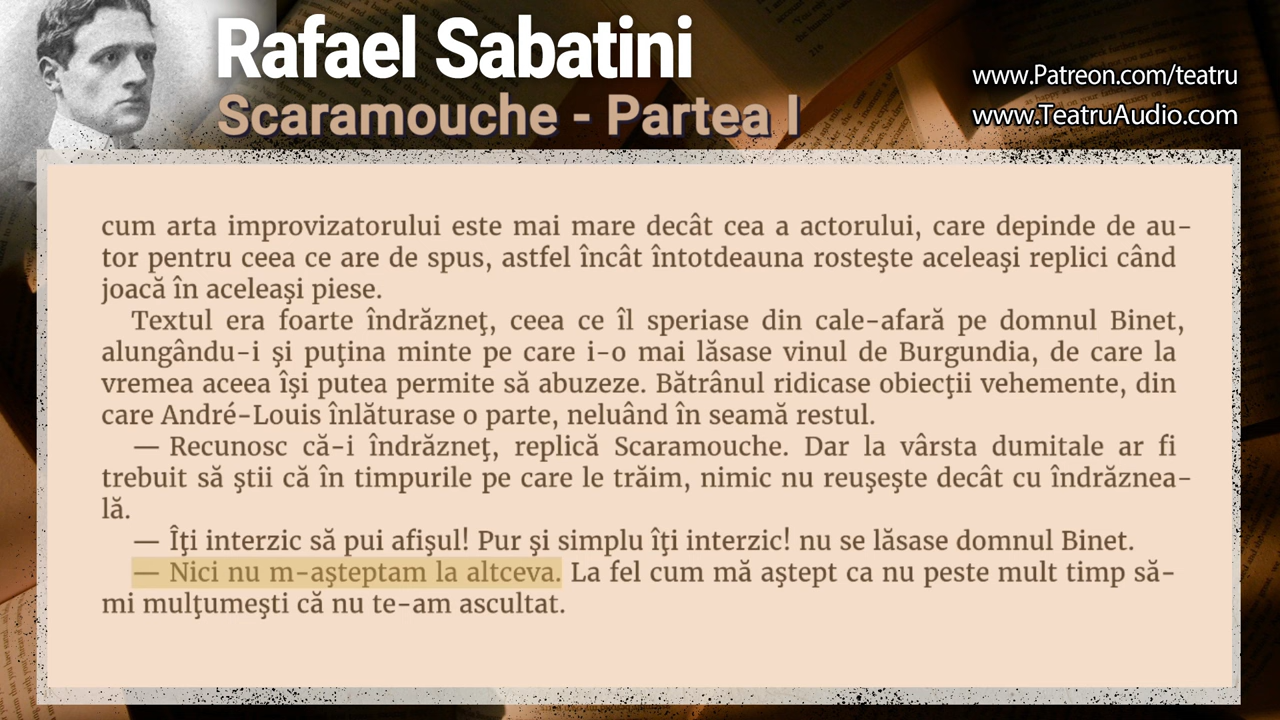 Rafael Sabatini
Scaramouche - Partea I
www.Patreon.com/teatru
www.TeatruAudio.com
cum arta improvizatorului este mai mare decât cea a actorului, care depinde de au-
tor pentru ceea ce are de spus, astfel încât întotdeauna rosteşte aceleaşi replici când
joacă în aceleaşi piese.
Textul era foarte îndrăzneţ, ceea ce îl speriase din cale-afară pe domnul Binet,
alungându-i şi puţina minte pe care i-o mai lăsase vinul de Burgundia, de care la
vremea aceea îşi putea permite să abuzeze. Bătrânul ridicase obiecţii vehemente, din
care André-Louis înlăturase o parte, neluând în seamă restul.
— Recunosc că-i îndrăzneţ, replică Scaramouche. Dar la vârsta dumitale ar fi
trebuit să ştii că în timpurile pe care le trăim, nimic nu reuşeşte decât cu îndrăznea-
lă.
— Îţi interzic să pui afişul! Pur şi simplu îţi interzic! nu se lăsase domnul Binet.
— Nici nu m-aşteptam la altceva. La fel cum mă aştept ca nu peste mult timp să-
mi mulţumeşti că nu te-am ascultat.